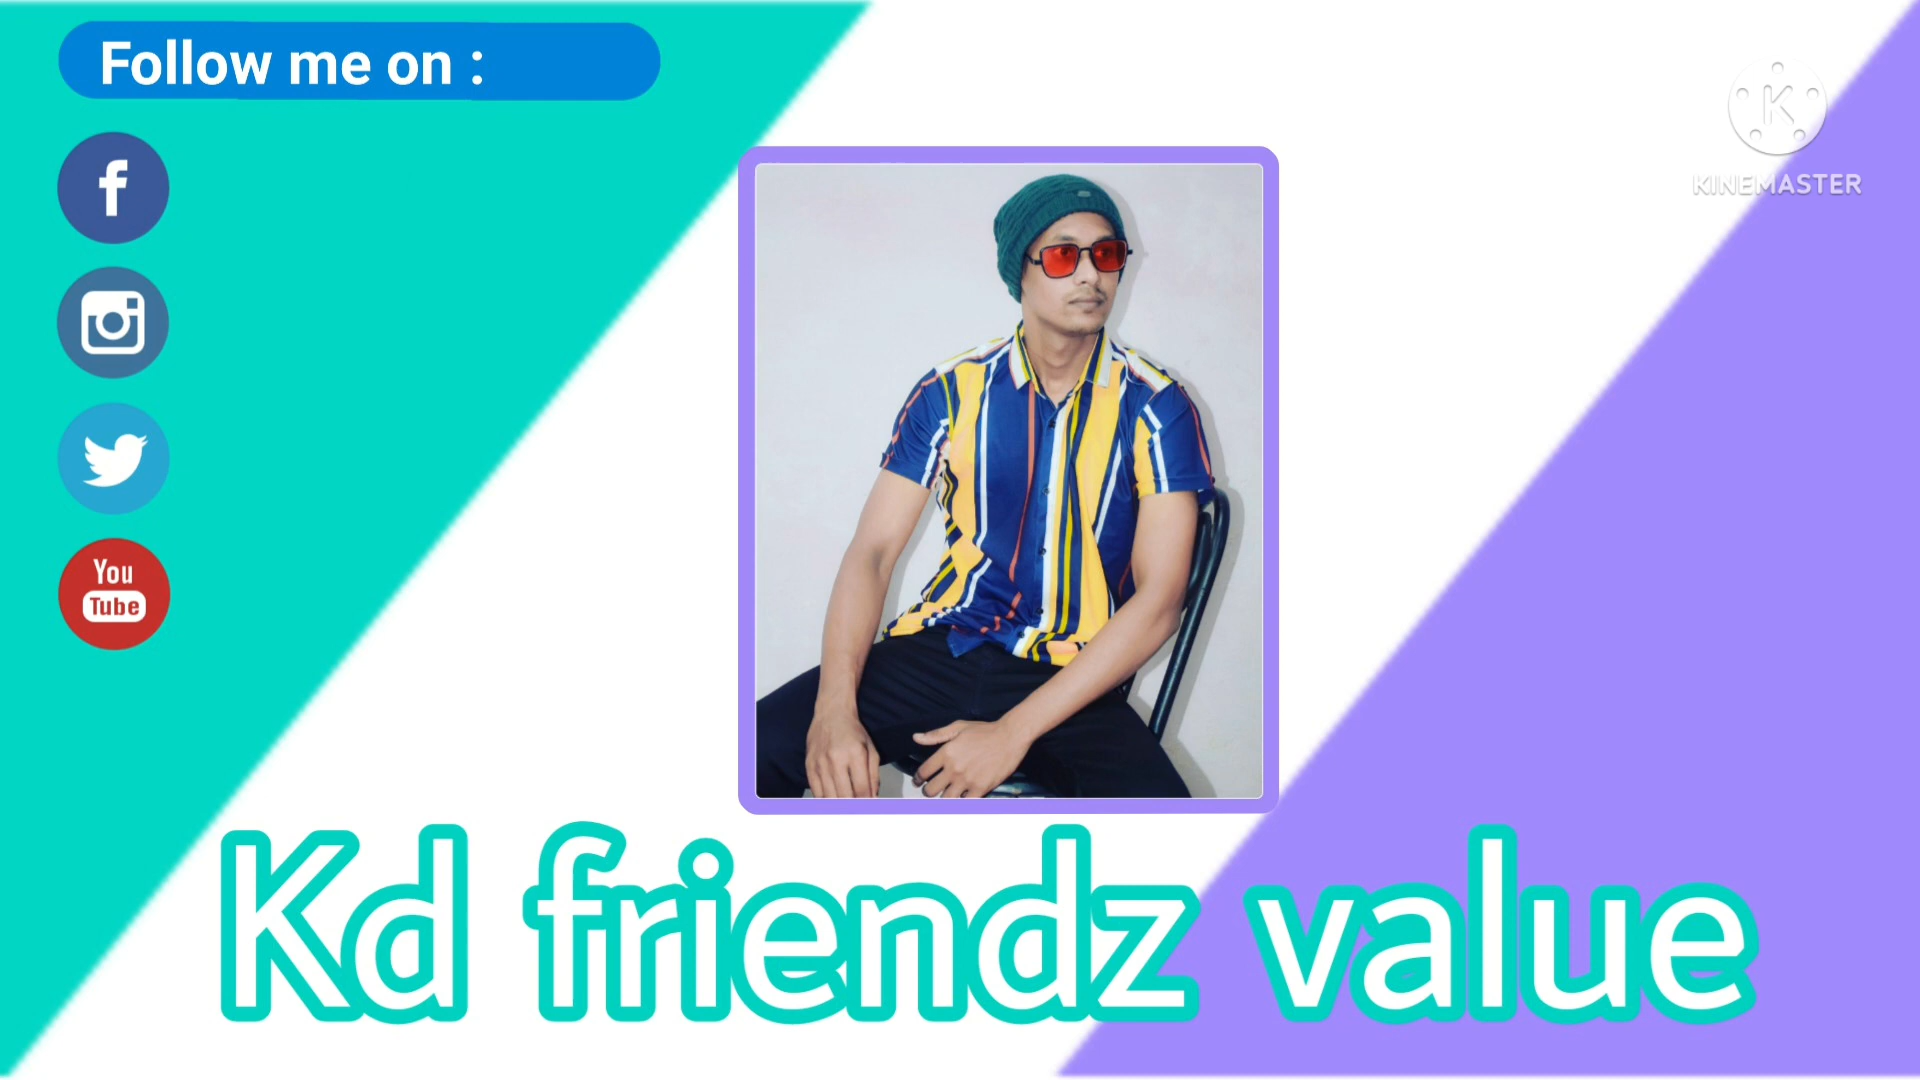 Follow me on :
f
K
KINEMASTER
You
Tube
Kd friendz value